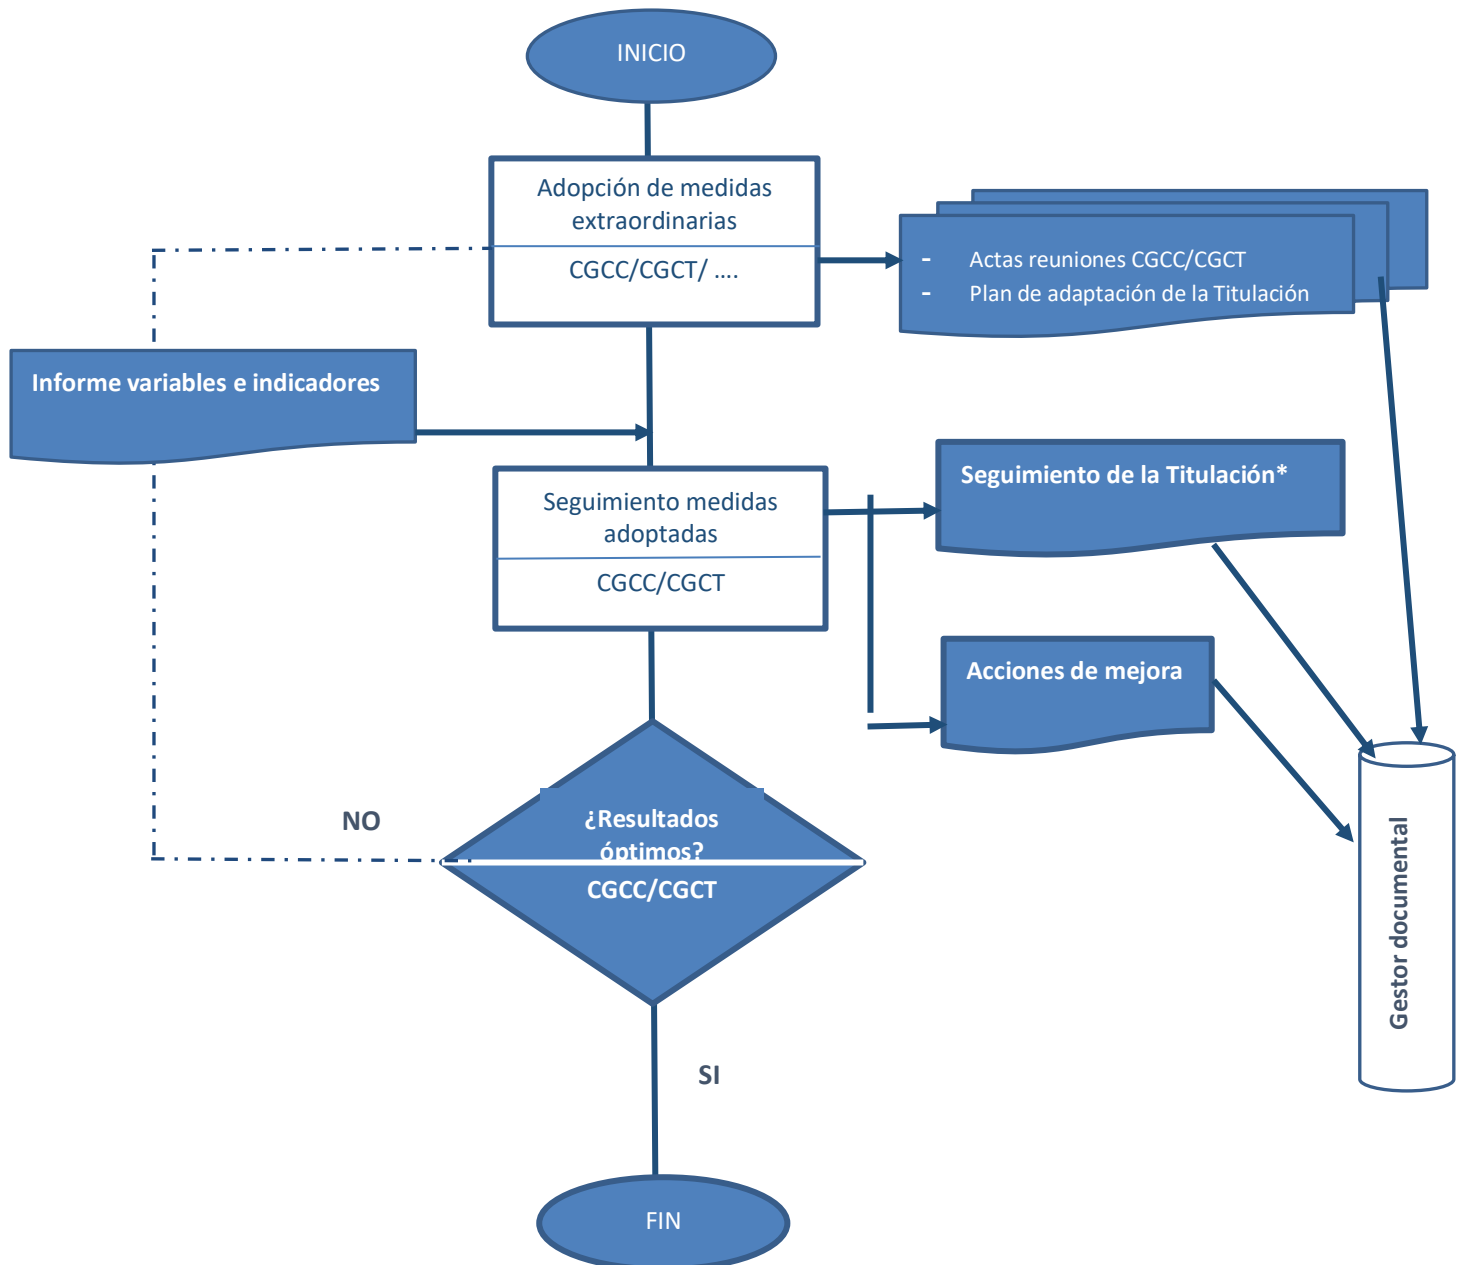 INICIO
Adopción de medidas
extraordinarias
CGCC/CGCT/ ....
- Actas reuniones CGCC/CGCT
- Plan de adaptación de la Titulación
Informe variables e indicadores
Seguimiento medidas
adoptadas
CGCC/CGCT
Seguimiento de la Titulación*
Acciones de mejora
NO
¿Resultados
óptimos?
CGCC/CGCT
Gestor documental
SI
FIN